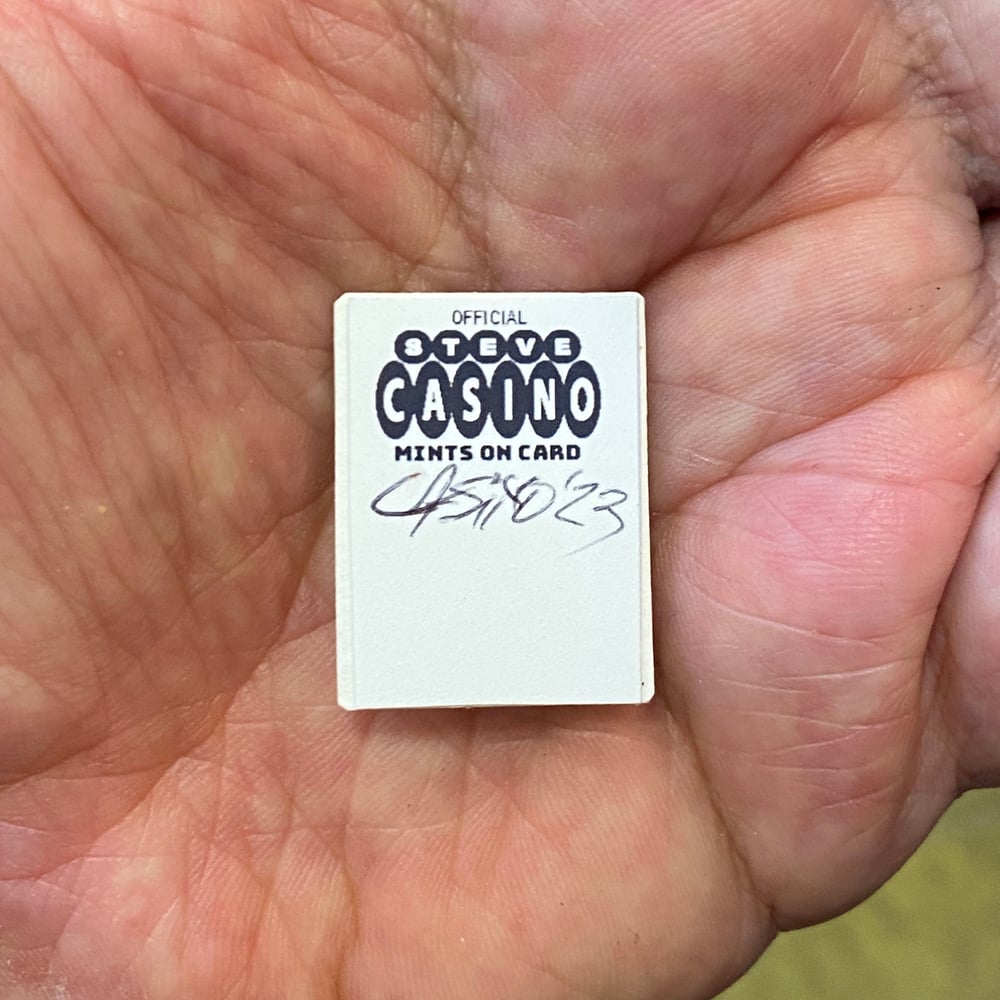 OFFICIAL
STEVE
CASINO
MINTS ON CARD
CASINO '23